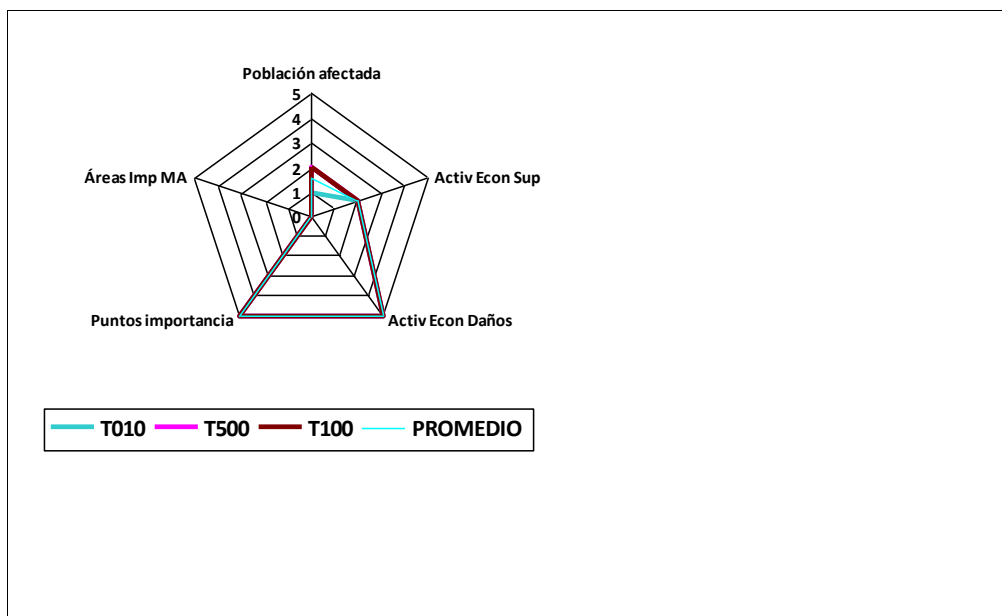 Población afectada
5
4
3
2
1
0
Áreas Imp MA
Activ Econ Sup
Puntos importancia
Activ Econ Daños
T010 T500 T100 PROMEDIO